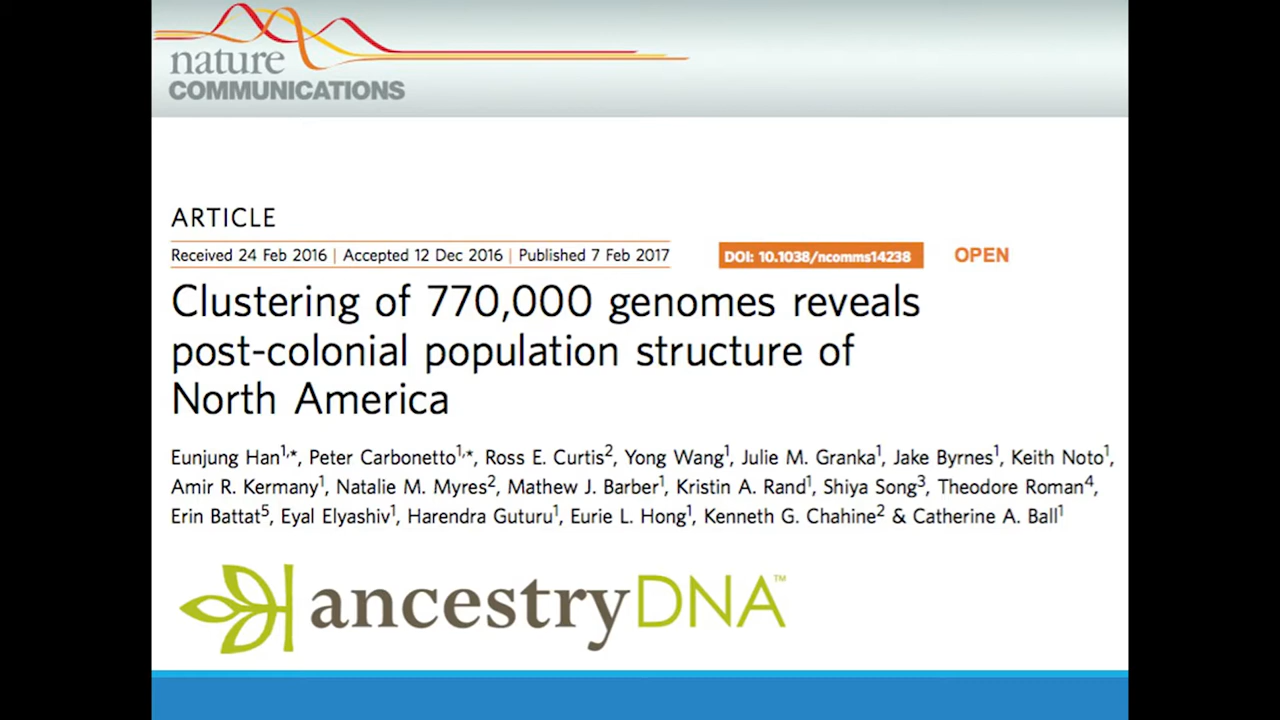 nature
COMMUNICATIONS
ARTICLE
Received 24 Feb 2016 | Accepted 12 Dec 2016 | Published 7 Feb 2017
DOI: 10.1038/ncomms14238
OPEN
Clustering of 770,000 genomes reveals
post-colonial population structure of
North America
Eunjung Han1,*, Peter Carbonetto1,*, Ross E. Curtis2, Yong Wang1, Julie M. Granka1, Jake Byrnes1, Keith Noto1,
Amir R. Kermany1, Natalie M. Myres2, Mathew J. Barber1, Kristin A. Rand1, Shiya Song3, Theodore Roman4,
Erin Battat5, Eyal Elyashiv1, Harendra Guturu1, Eurie L. Hong1, Kenneth G. Chahine2 & Catherine A. Ball1
ancestryDNA™